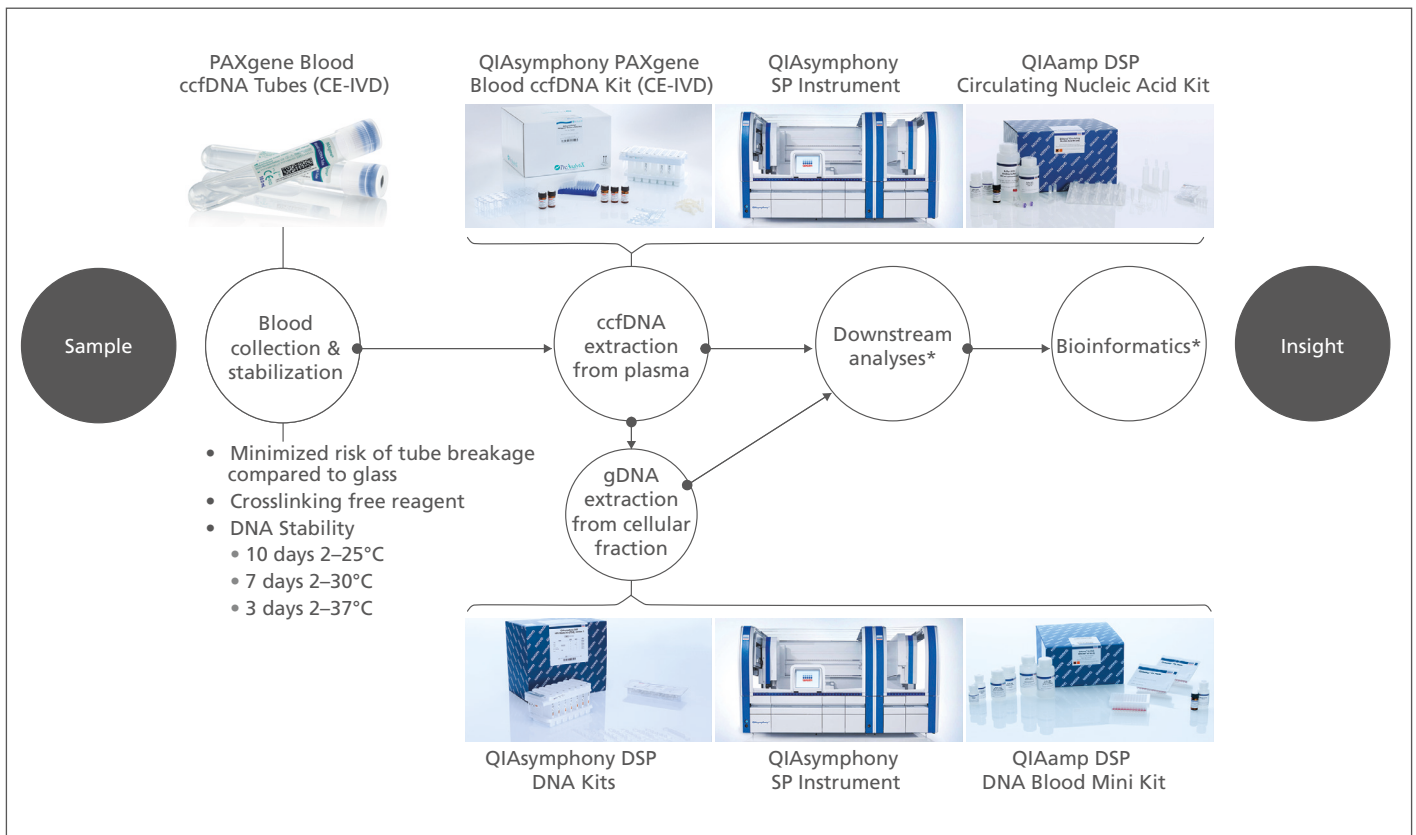 PAXgene Blood
ccfDNA Tubes (CE-IVD)
QIAsymphony PAXgene
Blood ccfDNA Kit (CE-IVD)
QIAsymphony
SP Instrument
QIAamp DSP
Circulating Nucleic Acid Kit
Sample
Blood
collection &
stabilization
ccfDNA
extraction
from plasma
Downstream
analyses*
Bioinformatics*
Insight
• Minimized risk of tube breakage
compared to glass
• Crosslinking free reagent
• DNA Stability
• 10 days 2–25°C
• 7 days 2–30°C
• 3 days 2–37°C
gDNA
extraction
from cellular
fraction
QIAsymphony DSP
DNA Kits
QIAsymphony
SP Instrument
QIAamp DSP
DNA Blood Mini Kit